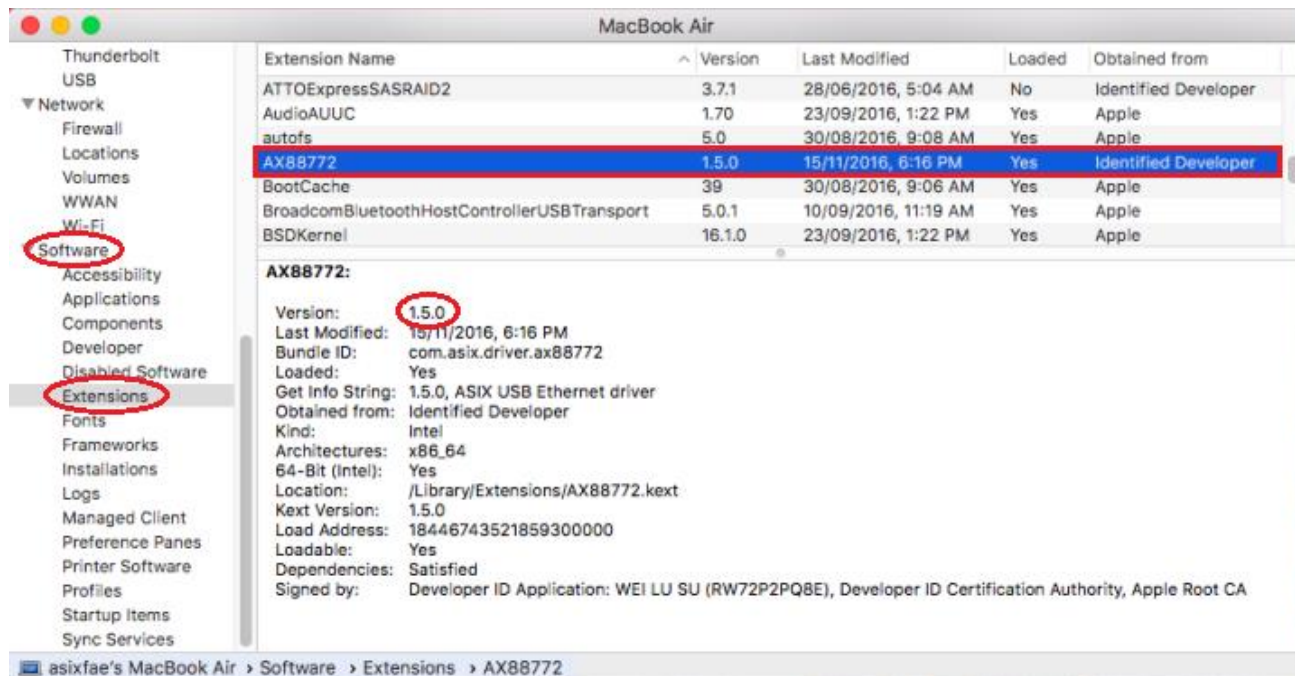 MacBook Air
Thunderbolt
USB
Network
Firewall
Locations
Volumes
WWAN
Wi-Fi
Software
Accessibility
Applications
Components
Developer
Disabled Software
Extensions
Fonts
Frameworks
Installations
Logs
Managed Client
Preference Panes
Printer Software
Profiles
Startup Items
Sync Services
Extension Name Version Last Modified Loaded Obtained from
ATTOExpressSASRAID2 3.7.1 28/06/2016, 5:04 AM No Identified Developer
AudioAUUC 1.70 23/09/2016, 1:22 PM Yes Apple
autofs 5.0 30/08/2016, 9:08 AM Yes Apple
AX88772 1.5.0 15/11/2016, 6:16 PM Yes Identified Developer
BootCache 39 30/08/2016, 9:06 AM Yes Apple
BroadcomBluetoothHostControllerUSBTransport 5.0.1 10/09/2016, 11:19 AM Yes Apple
BSDKernel 16.1.0 23/09/2016, 1:22 PM Yes Apple
AX88772:
Version: 1.5.0
Last Modified: 15/11/2016, 6:16 PM
Bundle ID: com.asix.driver.ax88772
Loaded: Yes
Get Info String: 1.5.0, ASIX USB Ethernet driver
Obtained from: Identified Developer
Kind: Intel
Architectures: x86_64
64-Bit (Intel): Yes
Location: /Library/Extensions/AX88772.kext
Kext Version: 1.5.0
Load Address: 18446743521859300000
Loadable: Yes
Dependencies: Satisfied
Signed by: Developer ID Application: WEI LU SU (RW72P2PQ8E), Developer ID Certification Authority, Apple Root CA
asixfae's MacBook Air › Software › Extensions › AX88772